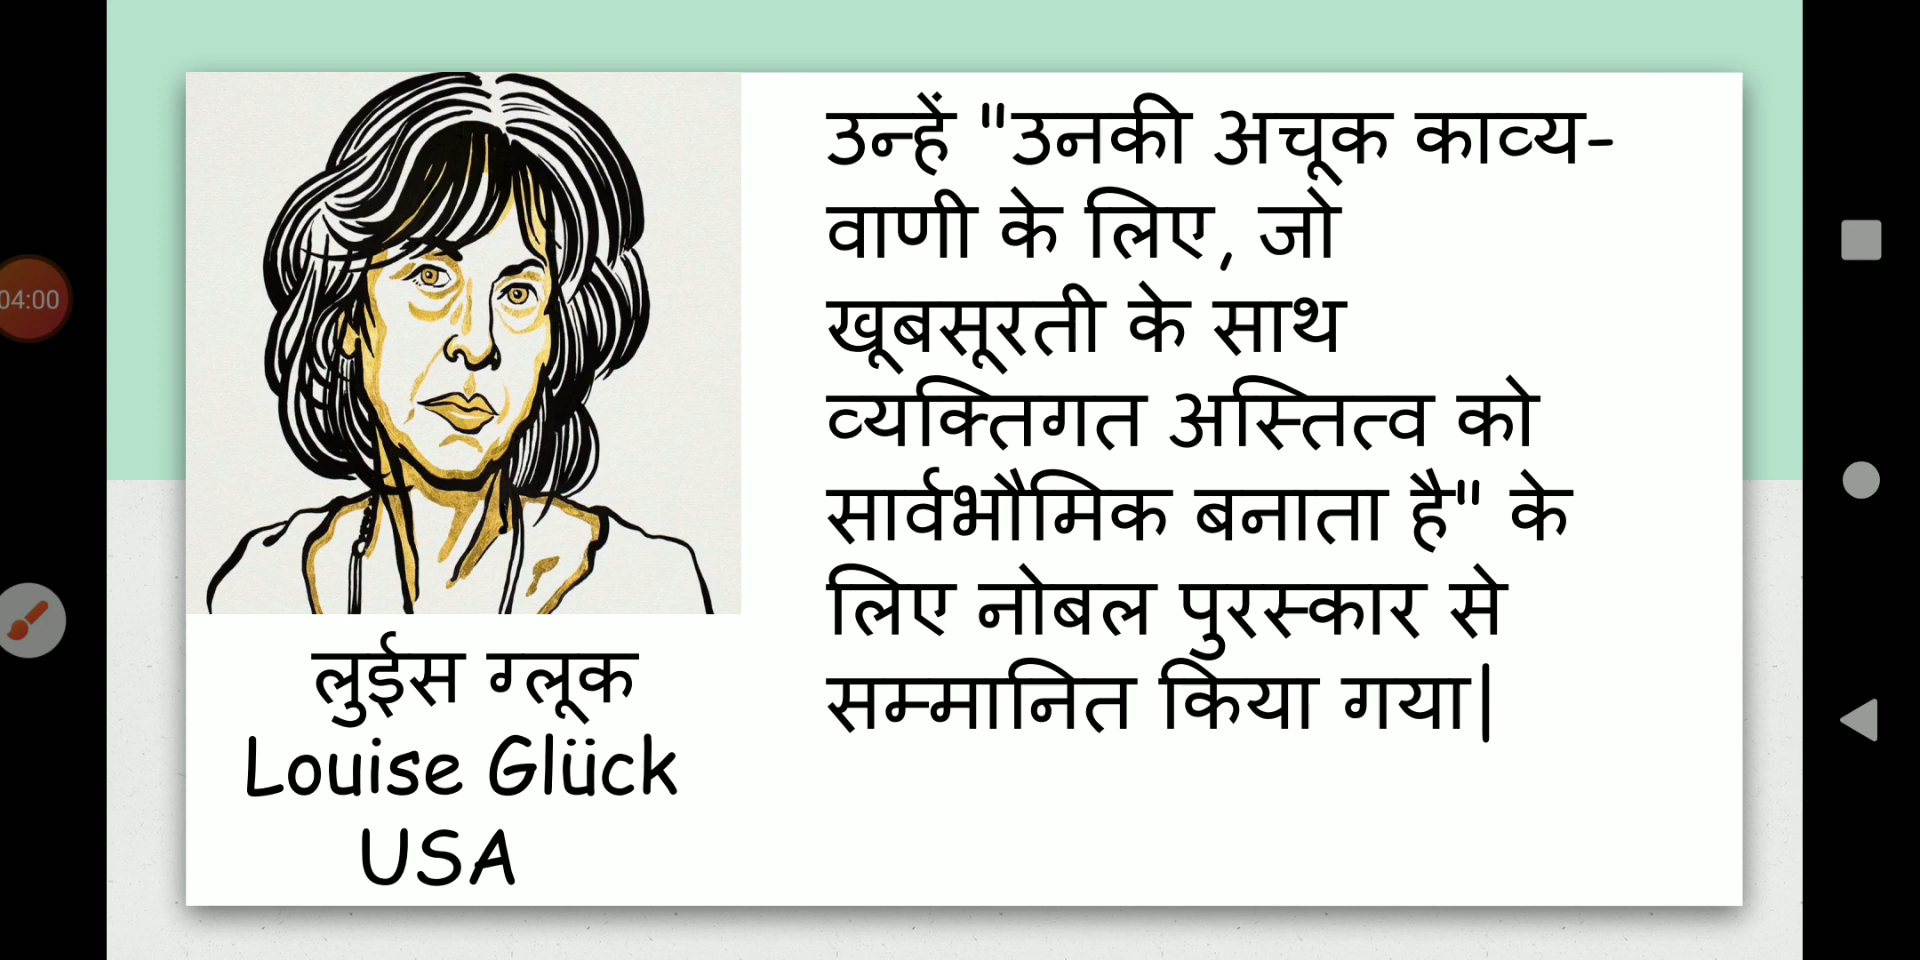 04:00
लुईस ग्लूक
Louise Glück
USA
उन्हें "उनकी अचूक काव्य-
वाणी के लिए, जो
खूबसूरती के साथ
व्यक्तिगत अस्तित्व को
सार्वभौमिक बनाता है" के
लिए नोबल पुरस्कार से
सम्मानित किया गया|